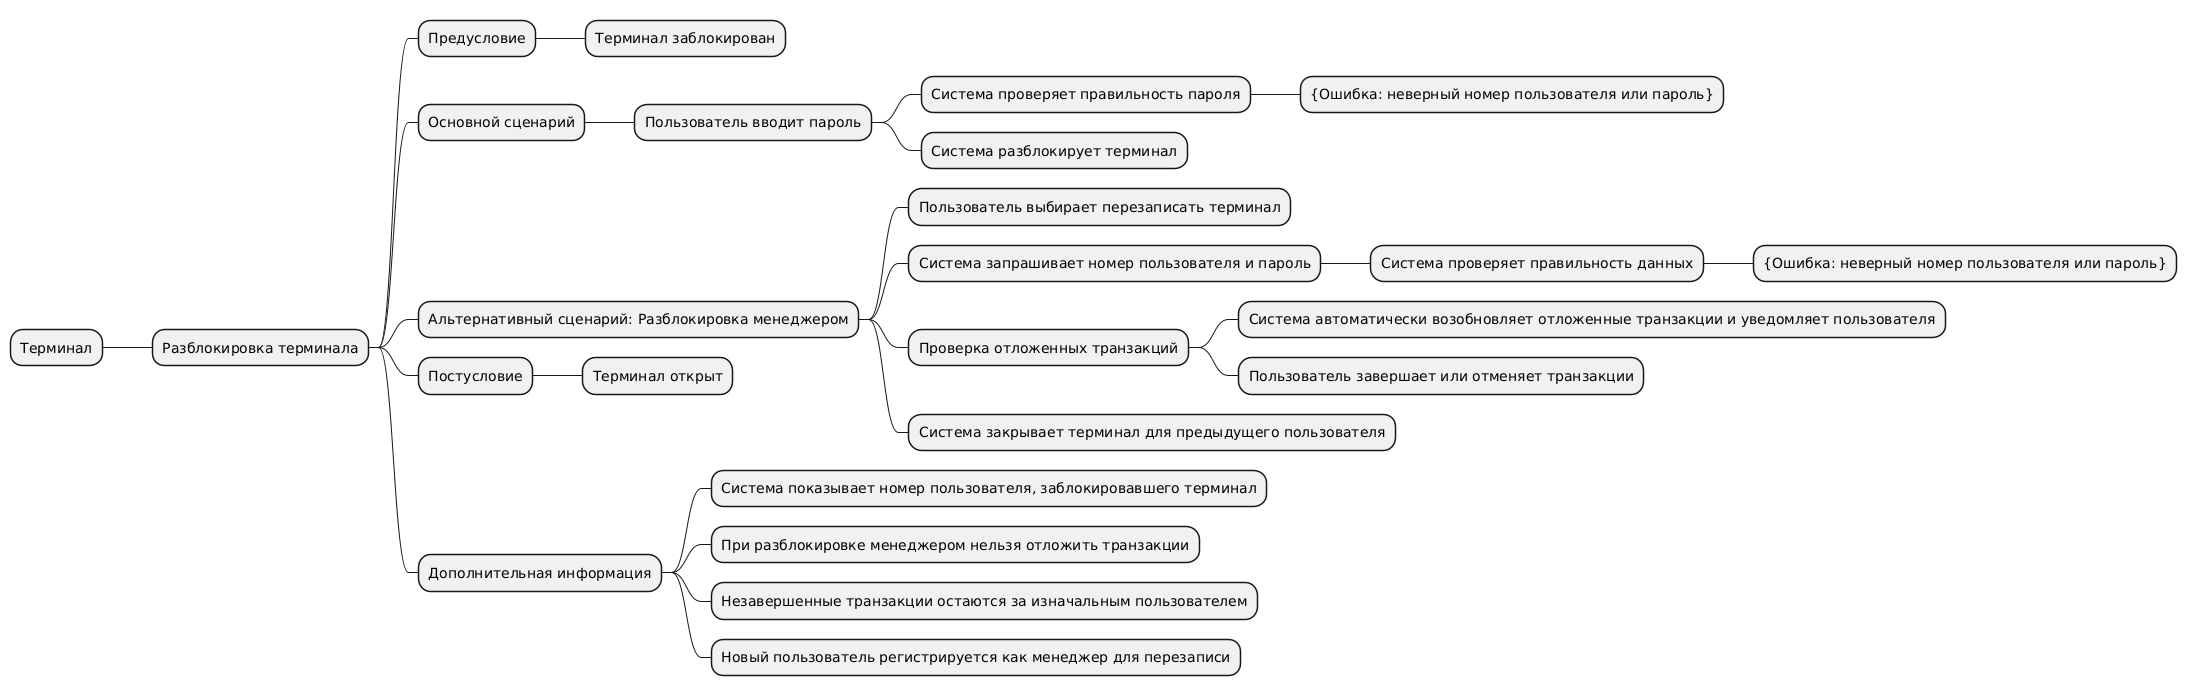 Терминал
Разблокировка терминала
Предусловие
Терминал заблокирован
Основной сценарий
Пользователь вводит пароль
Система проверяет правильность пароля
{Ошибка: неверный номер пользователя или пароль}
Система разблокирует терминал
Альтернативный сценарий: Разблокировка менеджером
Пользователь выбирает перезаписать терминал
Система запрашивает номер пользователя и пароль
Система проверяет правильность данных
{Ошибка: неверный номер пользователя или пароль}
Проверка отложенных транзакций
Система автоматически возобновляет отложенные транзакции и уведомляет пользователя
Пользователь завершает или отменяет транзакции
Система закрывает терминал для предыдущего пользователя
Постусловие
Терминал открыт
Дополнительная информация
Система показывает номер пользователя, заблокировавшего терминал
При разблокировке менеджером нельзя отложить транзакции
Незавершенные транзакции остаются за изначальным пользователем
Новый пользователь регистрируется как менеджер для перезаписи